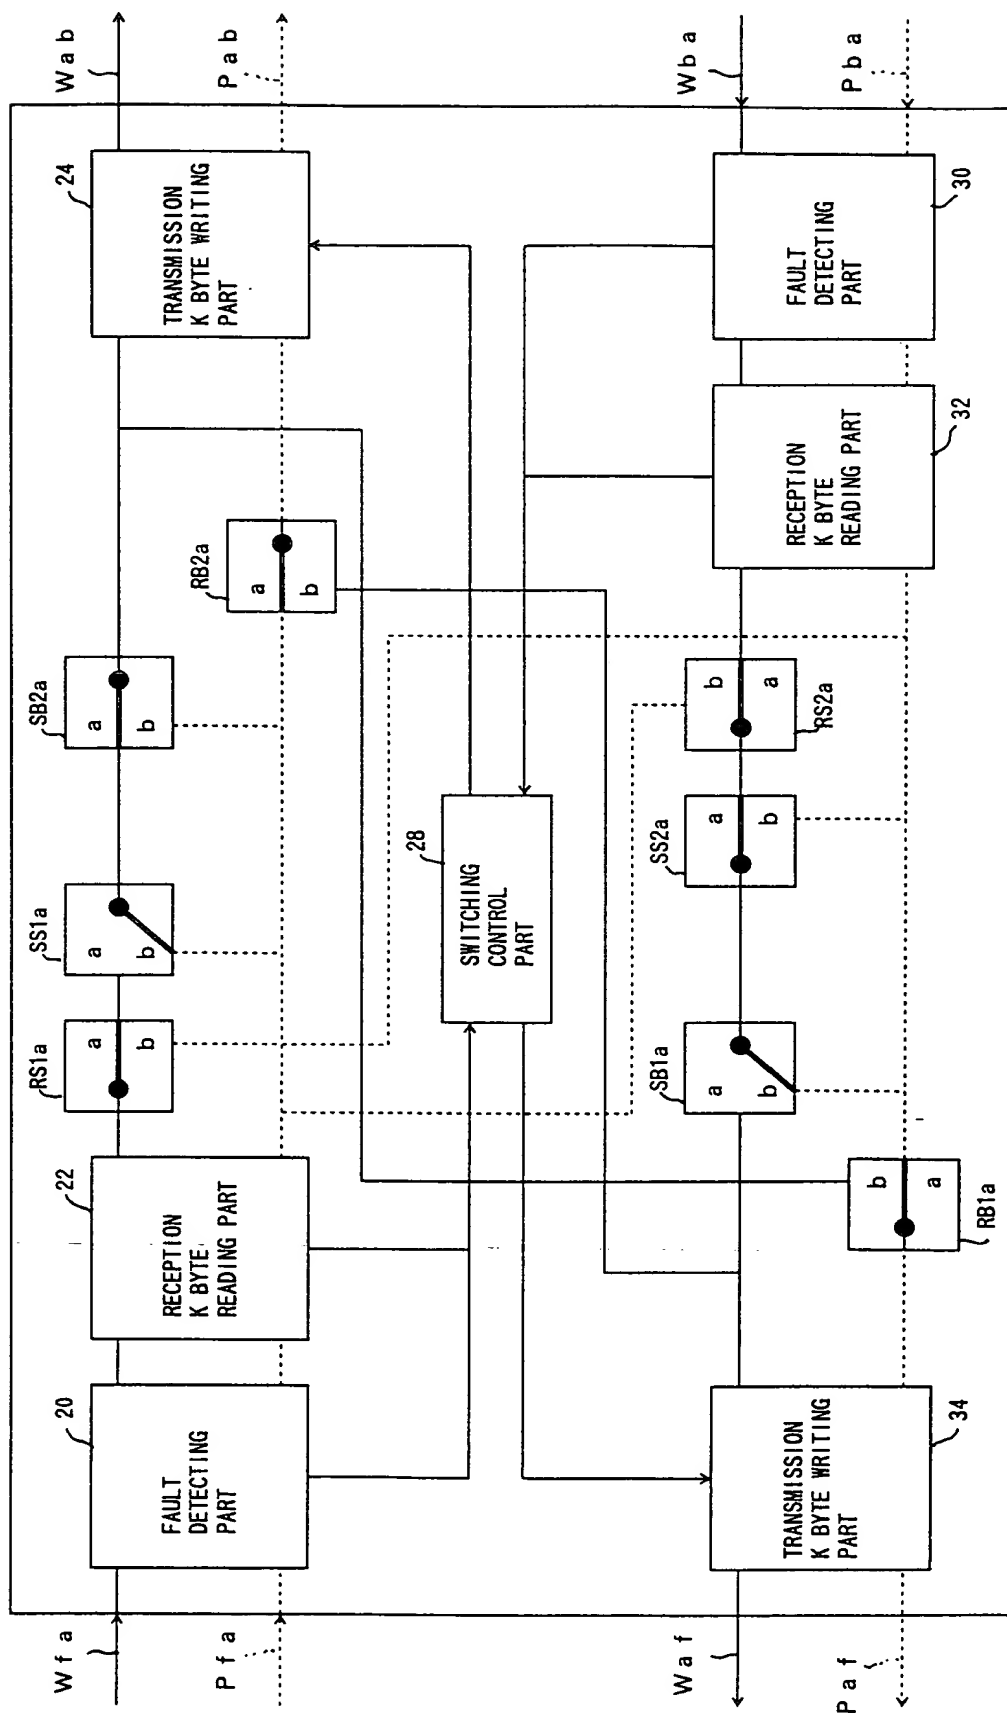 Wfa
Pfa
20
FAULT
DETECTING
PART
22
RECEPTION
K BYTE
READING PART
RS1a
a
b
SS1a
a
b
SB2a
a
b
RB2a
a
b
24
TRANSMISSION
K BYTE WRITING
PART
Wab
Pab
28
SWITCHING
CONTROL
PART
Waf
Paf
34
TRANSMISSION
K BYTE WRITING
PART
RB1a
b
a
SB1a
a
b
SS2a
a
b
RS2a
b
a
32
RECEPTION
K BYTE
READING PART
30
FAULT
DETECTING
PART
Wba
Pba